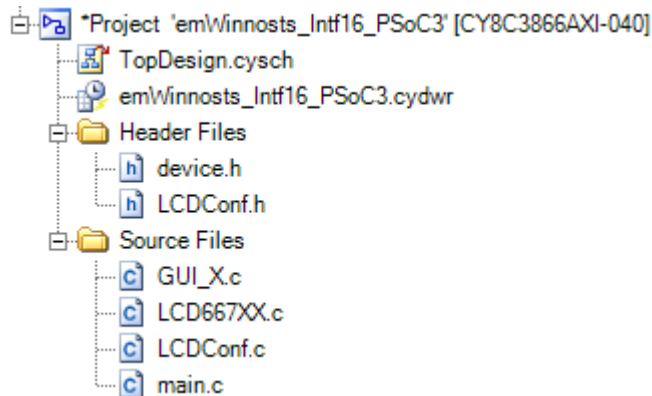 *Project 'emWinnosts_Intf16_PSoC3' [CY8C3866AXI-040]
TopDesign.cysch
emWinnosts_Intf16_PSoC3.cydwr
Header Files
h device.h
h LCDConf.h
Source Files
c GUI_X.c
c LCD667XX.c
c LCDConf.c
c main.c